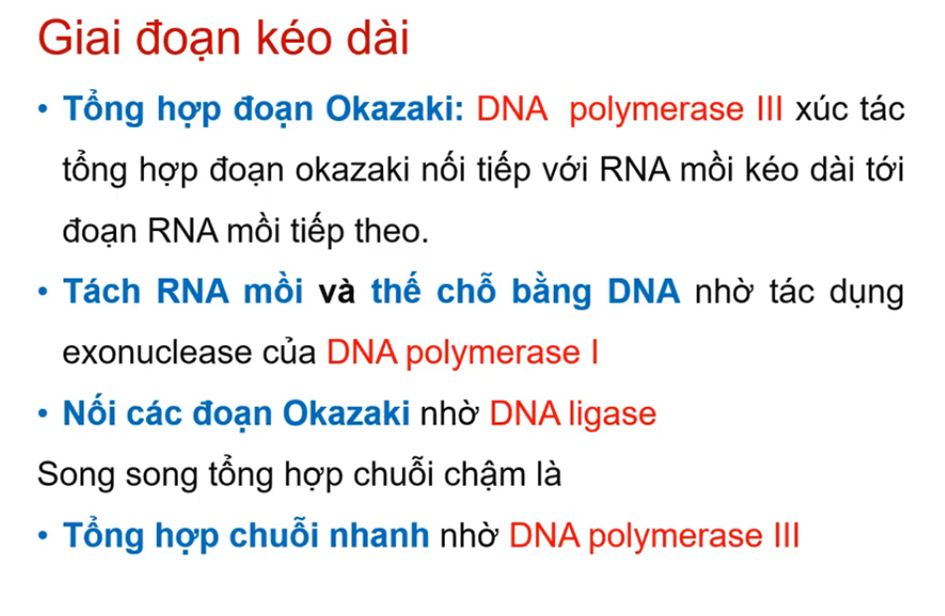 Giai đoạn kéo dài
• Tổng hợp đoạn Okazaki: DNA polymerase III xúc tác
tổng hợp đoạn okazaki nối tiếp với RNA mồi kéo dài tới
đoạn RNA mồi tiếp theo.
• Tách RNA mồi và thế chỗ bằng DNA nhờ tác dụng
exonuclease của DNA polymerase I
• Nối các đoạn Okazaki nhờ DNA ligase
Song song tổng hợp chuỗi chậm là
• Tổng hợp chuỗi nhanh nhờ DNA polymerase III